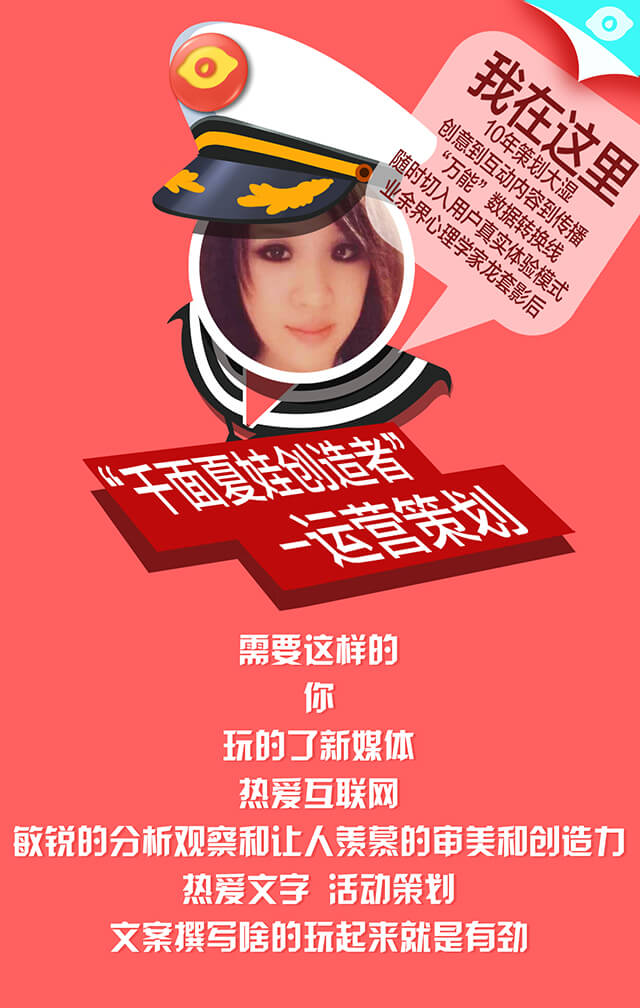 我在这里
10年策划大湿
创意到互动内容到传播
“万能”数据转换线
随时切入用户真实体验模式
业余界心理学家龙套影后
“千面夏娃创造者”
-运营策划
需要这样的
你
玩的了新媒体
热爱互联网
敏锐的分析观察和让人羡慕的审美和创造力
热爱文字 活动策划
文案撰写啥的玩起来就是有劲